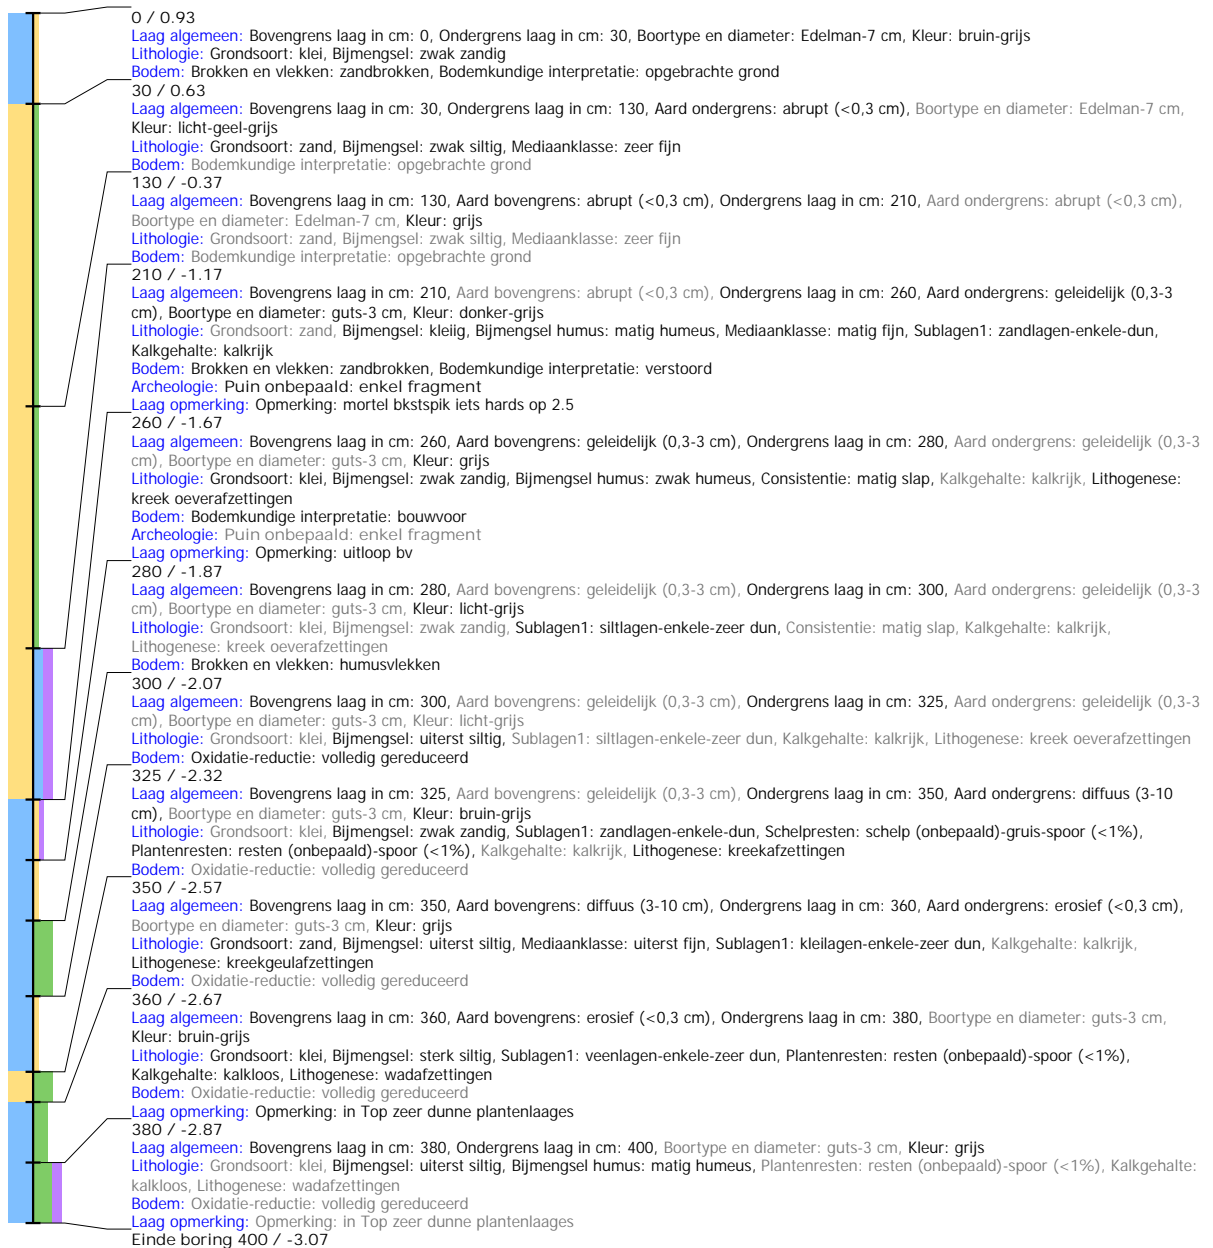 0 / 0.93
Laag algemeen: Bovengrens laag in cm: 0, Ondergrens laag in cm: 30, Boortype en diameter: Edelman-7 cm, Kleur: bruin-grijs
Lithologie: Grondsoort: klei, Bijmengsel: zwak zandig
Bodem: Brokken en vlekken: zandbrokken, Bodemkundige interpretatie: opgebrachte grond
30 / 0.63
Laag algemeen: Bovengrens laag in cm: 30, Ondergrens laag in cm: 130, Aard ondergrens: abrupt (<0,3 cm), Boortype en diameter: Edelman-7 cm,
Kleur: licht-geel-grijs
Lithologie: Grondsoort: zand, Bijmengsel: zwak siltig, Mediaanklasse: zeer fijn
Bodem: Bodemkundige interpretatie: opgebrachte grond
130 / -0.37
Laag algemeen: Bovengrens laag in cm: 130, Aard bovengrens: abrupt (<0,3 cm), Ondergrens laag in cm: 210, Aard ondergrens: abrupt (<0,3 cm),
Boortype en diameter: Edelman-7 cm, Kleur: grijs
Lithologie: Grondsoort: zand, Bijmengsel: zwak siltig, Mediaanklasse: zeer fijn
Bodem: Bodemkundige interpretatie: opgebrachte grond
210 / -1.17
Laag algemeen: Bovengrens laag in cm: 210, Aard bovengrens: abrupt (<0,3 cm), Ondergrens laag in cm: 260, Aard ondergrens: geleidelijk (0,3-3
cm), Boortype en diameter: guts-3 cm, Kleur: donker-grijs
Lithologie: Grondsoort: zand, Bijmengsel: kleiig, Bijmengsel humus: matig humeus, Mediaanklasse: matig fijn, Sublagen1: zandlagen-enkele-dun,
Kalkgehalte: kalkrijk
Bodem: Brokken en vlekken: zandbrokken, Bodemkundige interpretatie: verstoord
Archeologie: Puin onbepaald: enkel fragment
Laag opmerking: Opmerking: mortel bkstspik iets hards op 2.5
260 / -1.67
Laag algemeen: Bovengrens laag in cm: 260, Aard bovengrens: geleidelijk (0,3-3 cm), Ondergrens laag in cm: 280, Aard ondergrens: geleidelijk (0,3-3
cm), Boortype en diameter: guts-3 cm, Kleur: grijs
Lithologie: Grondsoort: klei, Bijmengsel: zwak zandig, Bijmengsel humus: zwak humeus, Consistentie: matig slap, Kalkgehalte: kalkrijk, Lithogenese:
kreek oeverafzettingen
Bodem: Bodemkundige interpretatie: bouwvoor
Archeologie: Puin onbepaald: enkel fragment
Laag opmerking: Opmerking: uitloop bv
280 / -1.87
Laag algemeen: Bovengrens laag in cm: 280, Aard bovengrens: geleidelijk (0,3-3 cm), Ondergrens laag in cm: 300, Aard ondergrens: geleidelijk (0,3-3
cm), Boortype en diameter: guts-3 cm, Kleur: licht-grijs
Lithologie: Grondsoort: klei, Bijmengsel: zwak zandig, Sublagen1: siltlagen-enkele-zeer dun, Consistentie: matig slap, Kalkgehalte: kalkrijk,
Lithogenese: kreek oeverafzettingen
Bodem: Brokken en vlekken: humusvlekken
300 / -2.07
Laag algemeen: Bovengrens laag in cm: 300, Aard bovengrens: geleidelijk (0,3-3 cm), Ondergrens laag in cm: 325, Aard ondergrens: geleidelijk (0,3-3
cm), Boortype en diameter: guts-3 cm, Kleur: licht-grijs
Lithologie: Grondsoort: klei, Bijmengsel: uiterst siltig, Sublagen1: siltlagen-enkele-zeer dun, Kalkgehalte: kalkrijk, Lithogenese: kreek oeverafzettingen
Bodem: Oxidatie-reductie: volledig gereduceerd
325 / -2.32
Laag algemeen: Bovengrens laag in cm: 325, Aard bovengrens: geleidelijk (0,3-3 cm), Ondergrens laag in cm: 350, Aard ondergrens: diffuus (3-10
cm), Boortype en diameter: guts-3 cm, Kleur: bruin-grijs
Lithologie: Grondsoort: klei, Bijmengsel: zwak zandig, Sublagen1: zandlagen-enkele-dun, Schelpresten: schelp (onbepaald)-gruis-spoor (<1%),
Plantenresten: resten (onbepaald)-spoor (<1%), Kalkgehalte: kalkrijk, Lithogenese: kreekafzettingen
Bodem: Oxidatie-reductie: volledig gereduceerd
350 / -2.57
Laag algemeen: Bovengrens laag in cm: 350, Aard bovengrens: diffuus (3-10 cm), Ondergrens laag in cm: 360, Aard ondergrens: erosief (<0,3 cm),
Boortype en diameter: guts-3 cm, Kleur: grijs
Lithologie: Grondsoort: zand, Bijmengsel: uiterst siltig, Mediaanklasse: uiterst fijn, Sublagen1: kleilagen-enkele-zeer dun, Kalkgehalte: kalkrijk,
Lithogenese: kreekgeulafzettingen
Bodem: Oxidatie-reductie: volledig gereduceerd
360 / -2.67
Laag algemeen: Bovengrens laag in cm: 360, Aard bovengrens: erosief (<0,3 cm), Ondergrens laag in cm: 380, Boortype en diameter: guts-3 cm,
Kleur: bruin-grijs
Lithologie: Grondsoort: klei, Bijmengsel: sterk siltig, Sublagen1: veenlagen-enkele-zeer dun, Plantenresten: resten (onbepaald)-spoor (<1%),
Kalkgehalte: kalkloos, Lithogenese: wadafzettingen
Bodem: Oxidatie-reductie: volledig gereduceerd
Laag opmerking: Opmerking: in Top zeer dunne plantenlaages
380 / -2.87
Laag algemeen: Bovengrens laag in cm: 380, Ondergrens laag in cm: 400, Boortype en diameter: guts-3 cm, Kleur: grijs
Lithologie: Grondsoort: klei, Bijmengsel: uiterst siltig, Bijmengsel humus: matig humeus, Plantenresten: resten (onbepaald)-spoor (<1%), Kalkgehalte:
kalkloos, Lithogenese: wadafzettingen
Bodem: Oxidatie-reductie: volledig gereduceerd
Laag opmerking: Opmerking: in Top zeer dunne plantenlaages
Einde boring 400 / -3.07